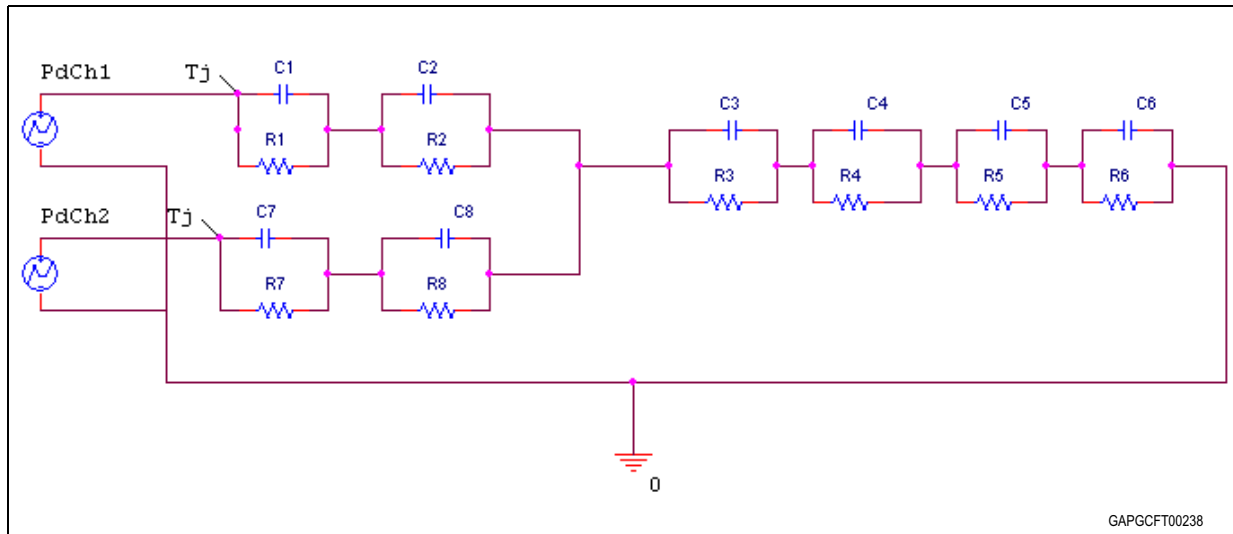 PdCh1
Tj
C1
C2
R1
R2
C3
C4
C5
C6
R3
R4
R5
R6
PdCh2
Tj
C7
C8
R7
R8
0
GAPGCFT00238